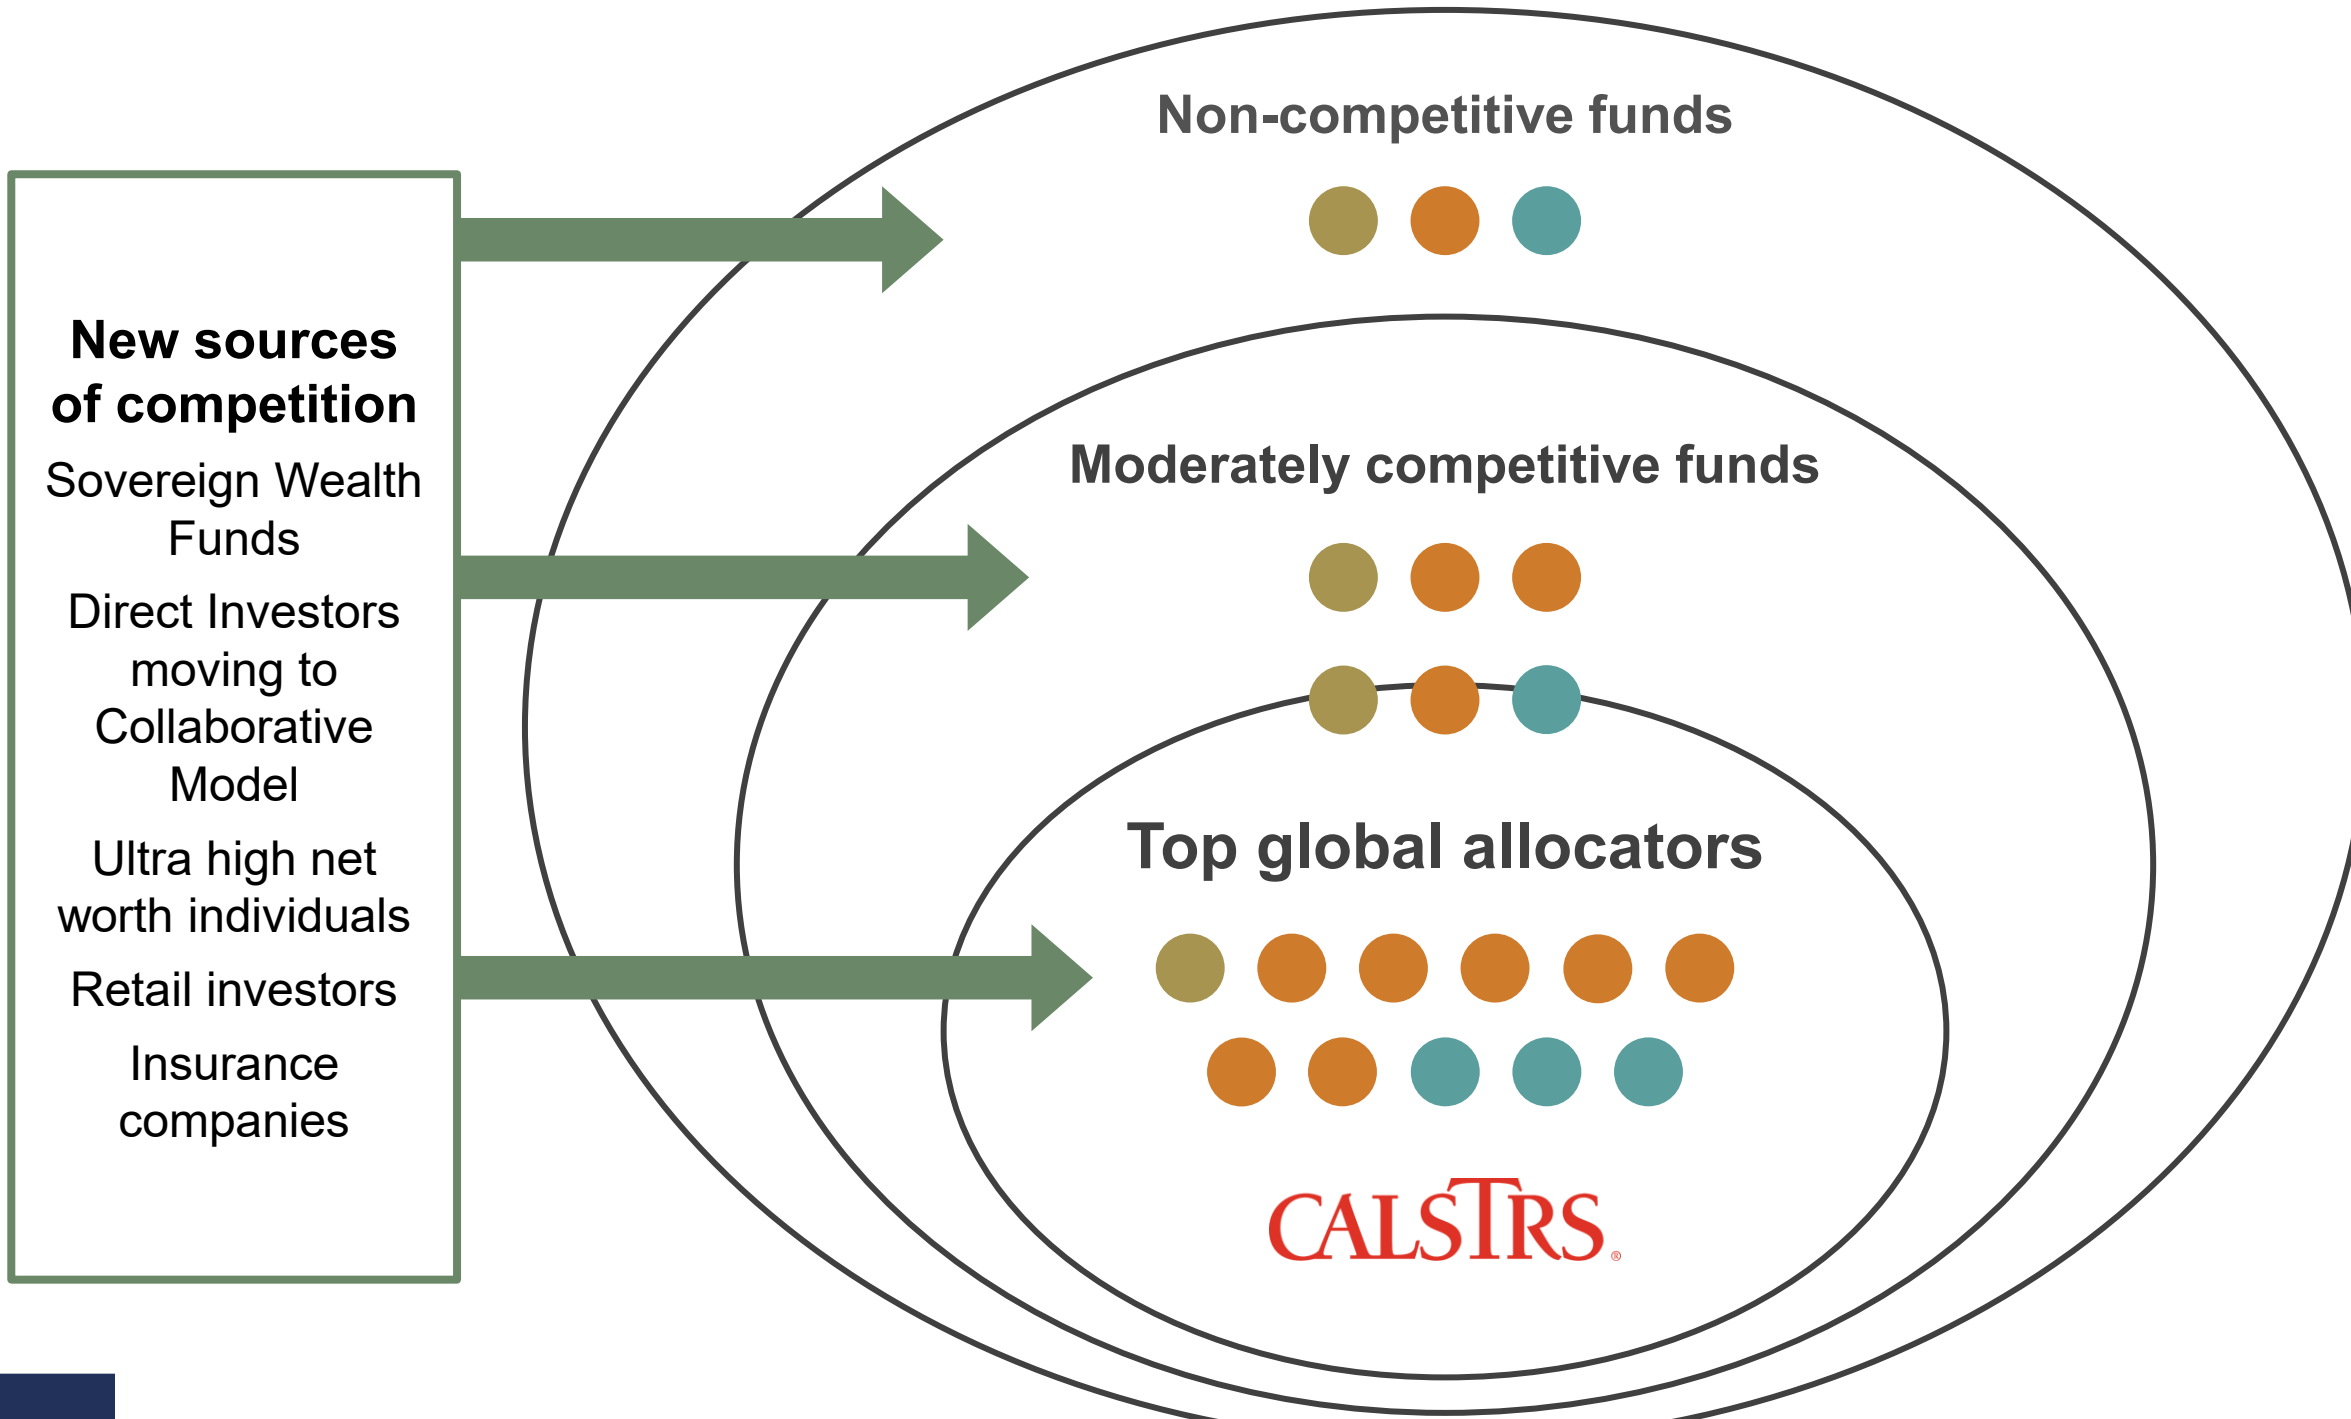 New sources
of competition
Sovereign Wealth
Funds
Direct Investors
moving to
Collaborative
Model
Ultra high net
worth individuals
Retail investors
Insurance
companies
Non-competitive funds
Moderately competitive funds
Top global allocators
CALSTRS®